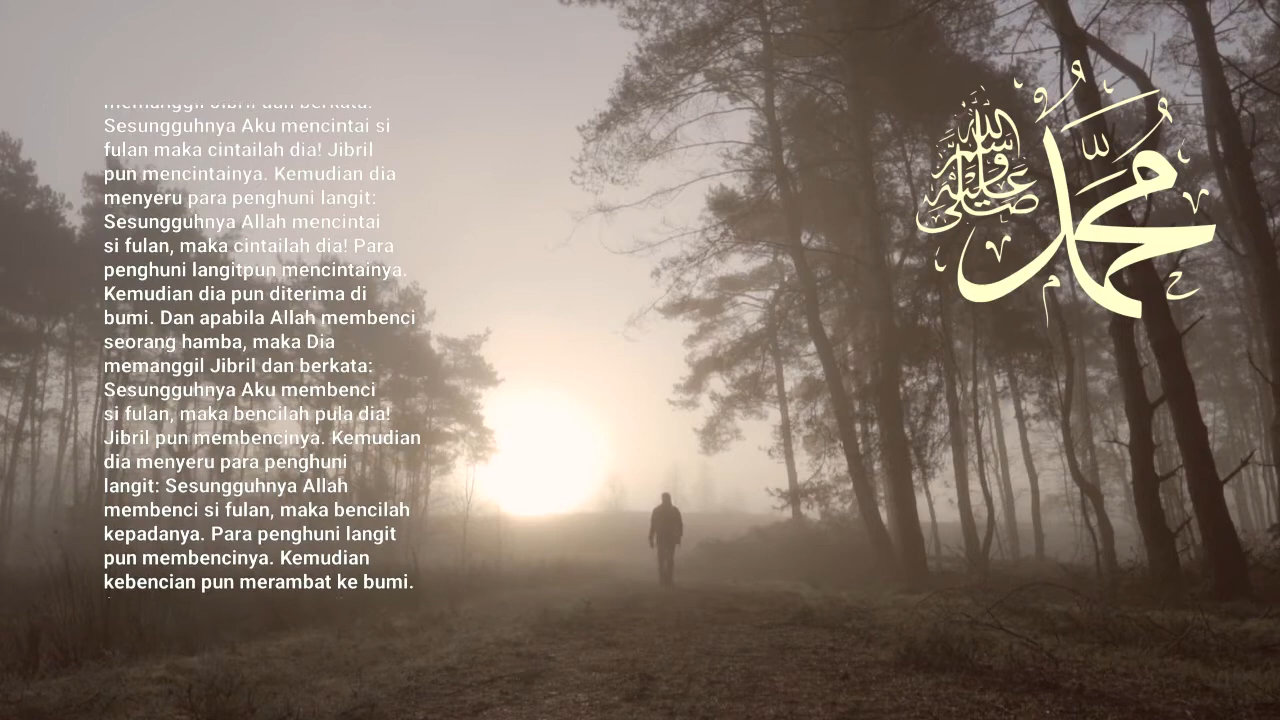 memanggil Jibril dan berkata:
Sesungguhnya Aku mencintai si
fulan maka cintailah dia! Jibril
pun mencintainya. Kemudian dia
menyeru para penghuni langit:
Sesungguhnya Allah mencintai
si fulan, maka cintailah dia! Para
penghuni langitpun mencintainya.
Kemudian dia pun diterima di
bumi. Dan apabila Allah membenci
seorang hamba, maka Dia
memanggil Jibril dan berkata:
Sesungguhnya Aku membenci
si fulan, maka bencilah pula dia!
Jibril pun membencinya. Kemudian
dia menyeru para penghuni
langit: Sesungguhnya Allah
membenci si fulan, maka bencilah
kepadanya. Para penghuni langit
pun membencinya. Kemudian
kebencian pun merambat ke bumi.
محمد
صلى الله عليه وسلم